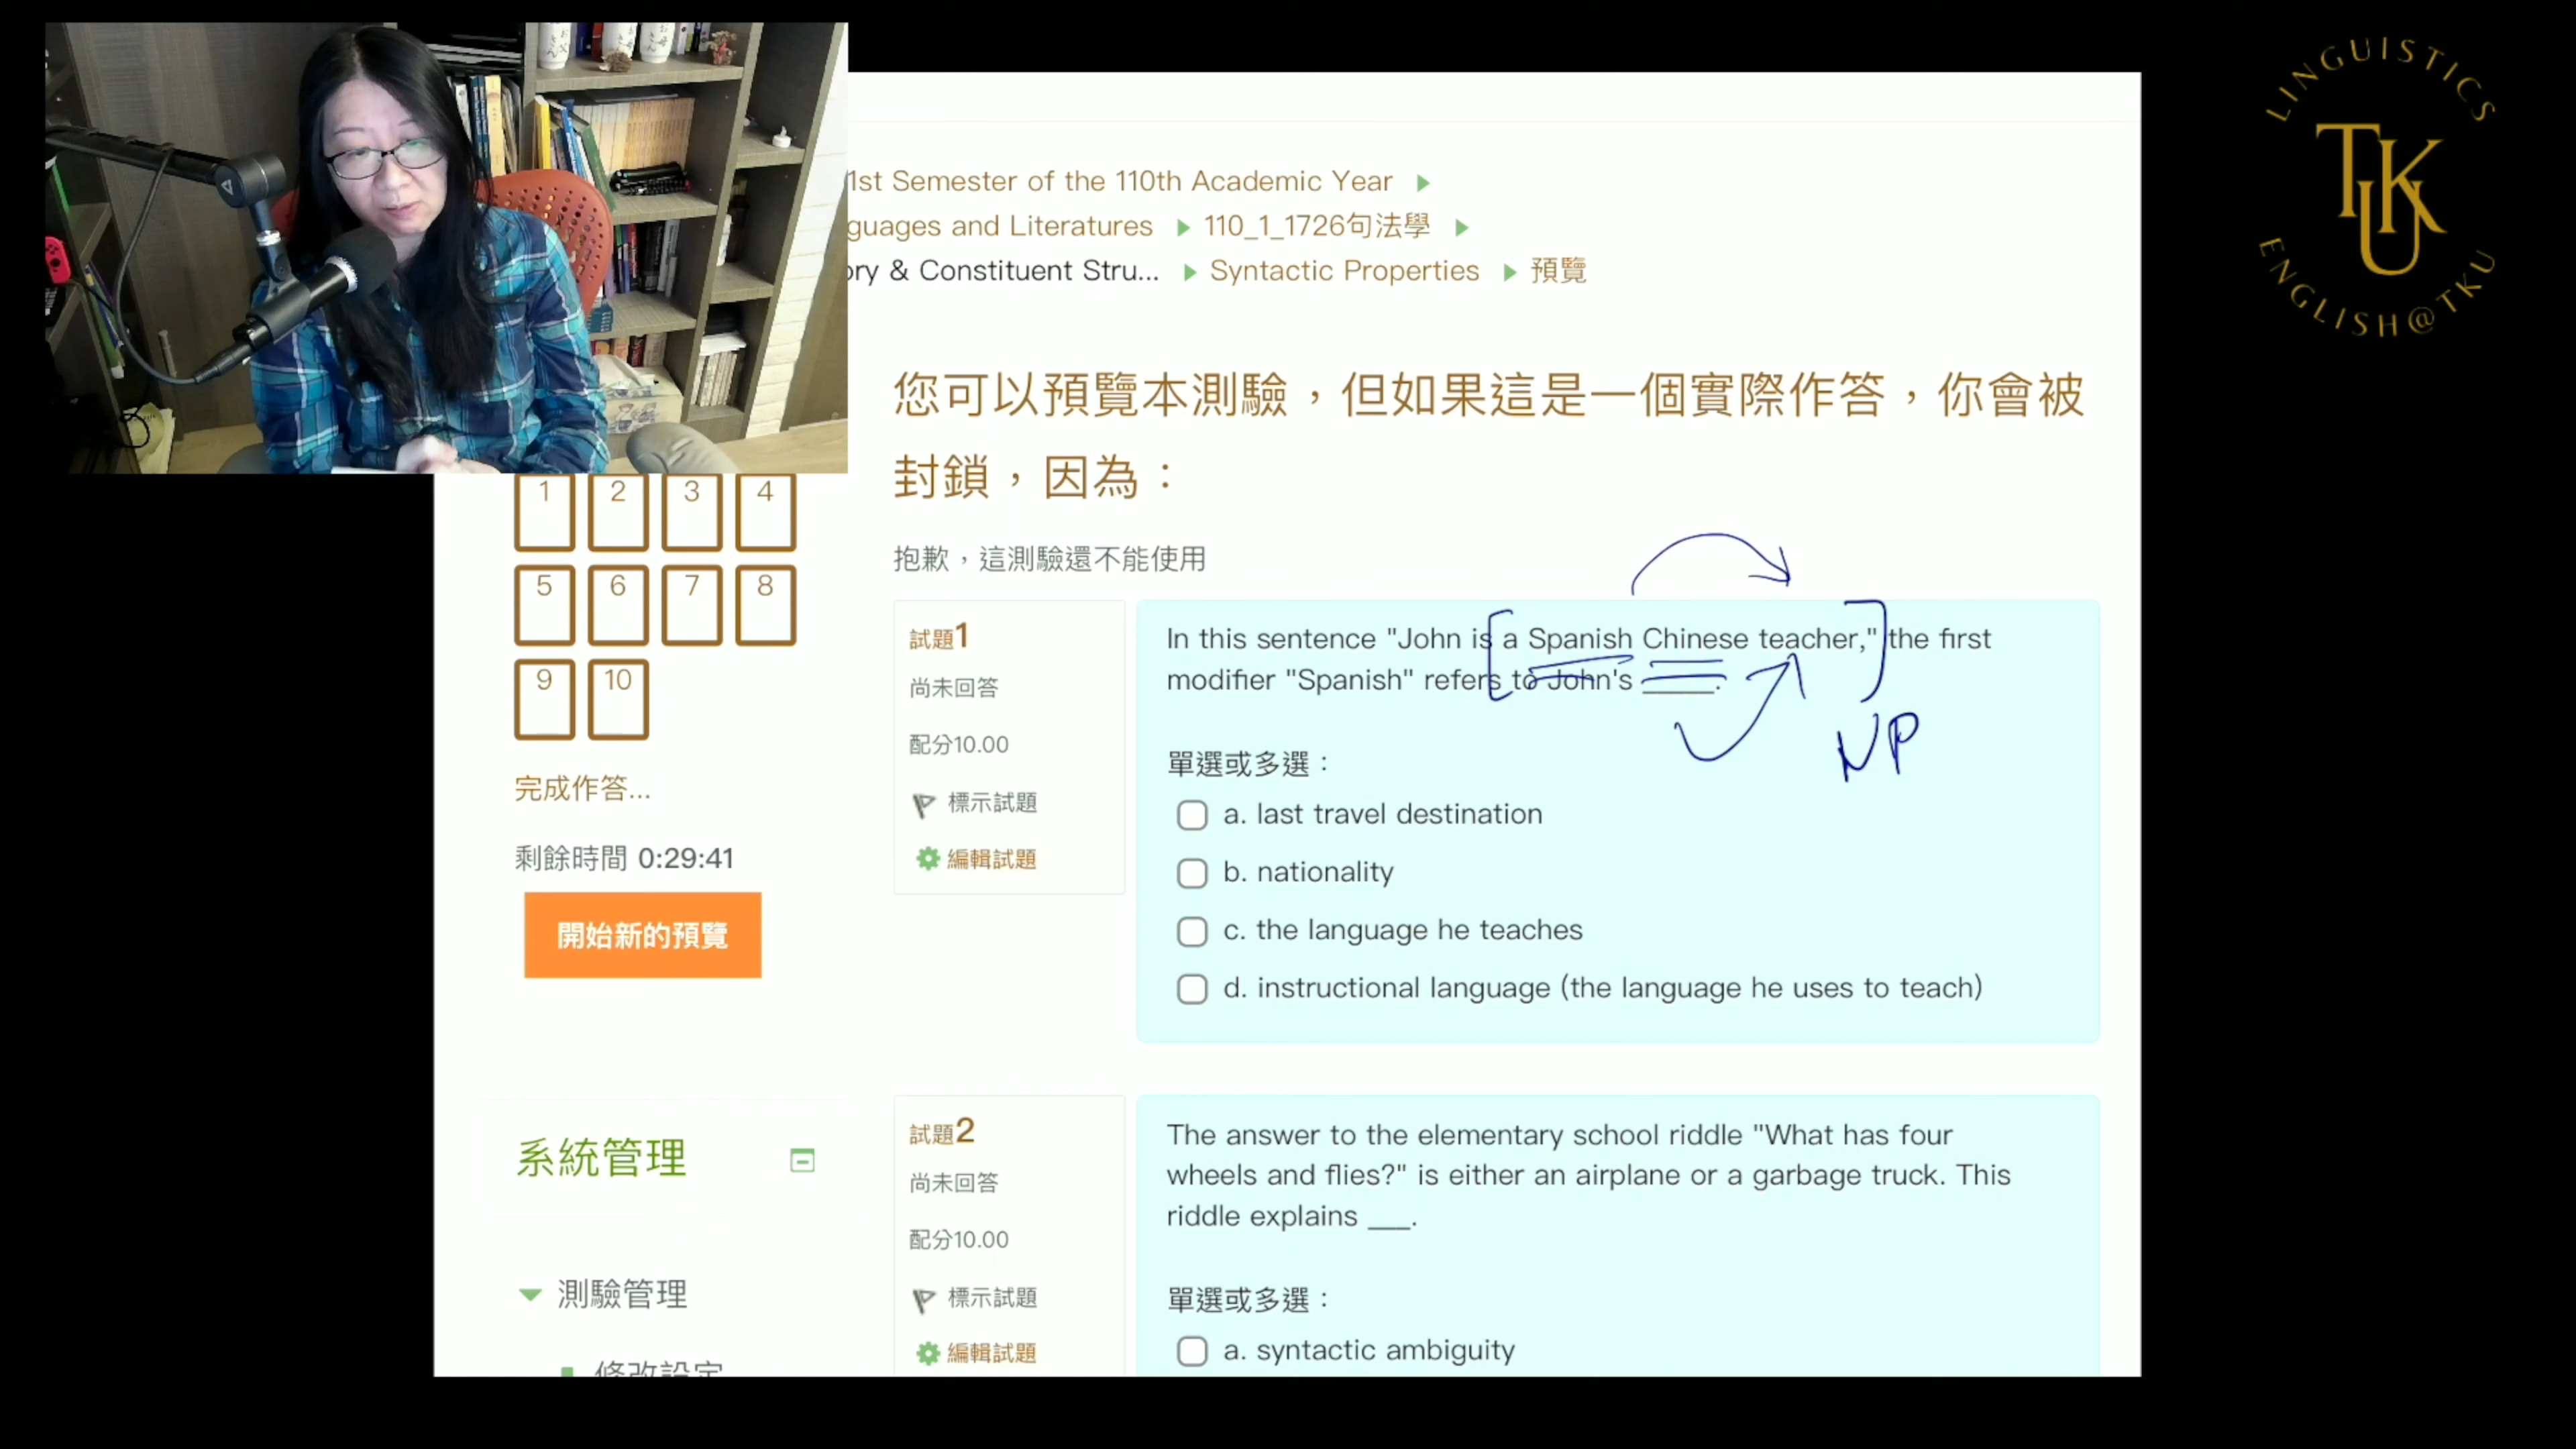 LINGUISTICS
TKU
ENGLISH@TKU
1st Semester of the 110th Academic Year
guages and Literatures ▶ 110_1_1726句法學
ory & Constituent Stru... ▶ Syntactic Properties ▶ 預覽
您可以預覽本測驗，但如果這是一個實際作答，你會被
封鎖，因為：
抱歉，這測驗還不能使用
1 2 3 4
5 6 7 8
9 10
完成作答...
剩餘時間 0:29:41
開始新的預覽
試題1
尚未回答
配分10.00
標示試題
編輯試題
In this sentence "John is a Spanish Chinese teacher," the first
modifier "Spanish" refers to John's _____.
NP
單選或多選：
a. last travel destination
b. nationality
c. the language he teaches
d. instructional language (the language he uses to teach)
系統管理
測驗管理
修改設定
試題2
尚未回答
配分10.00
標示試題
編輯試題
The answer to the elementary school riddle "What has four
wheels and flies?" is either an airplane or a garbage truck. This
riddle explains ___.
單選或多選：
a. syntactic ambiguity